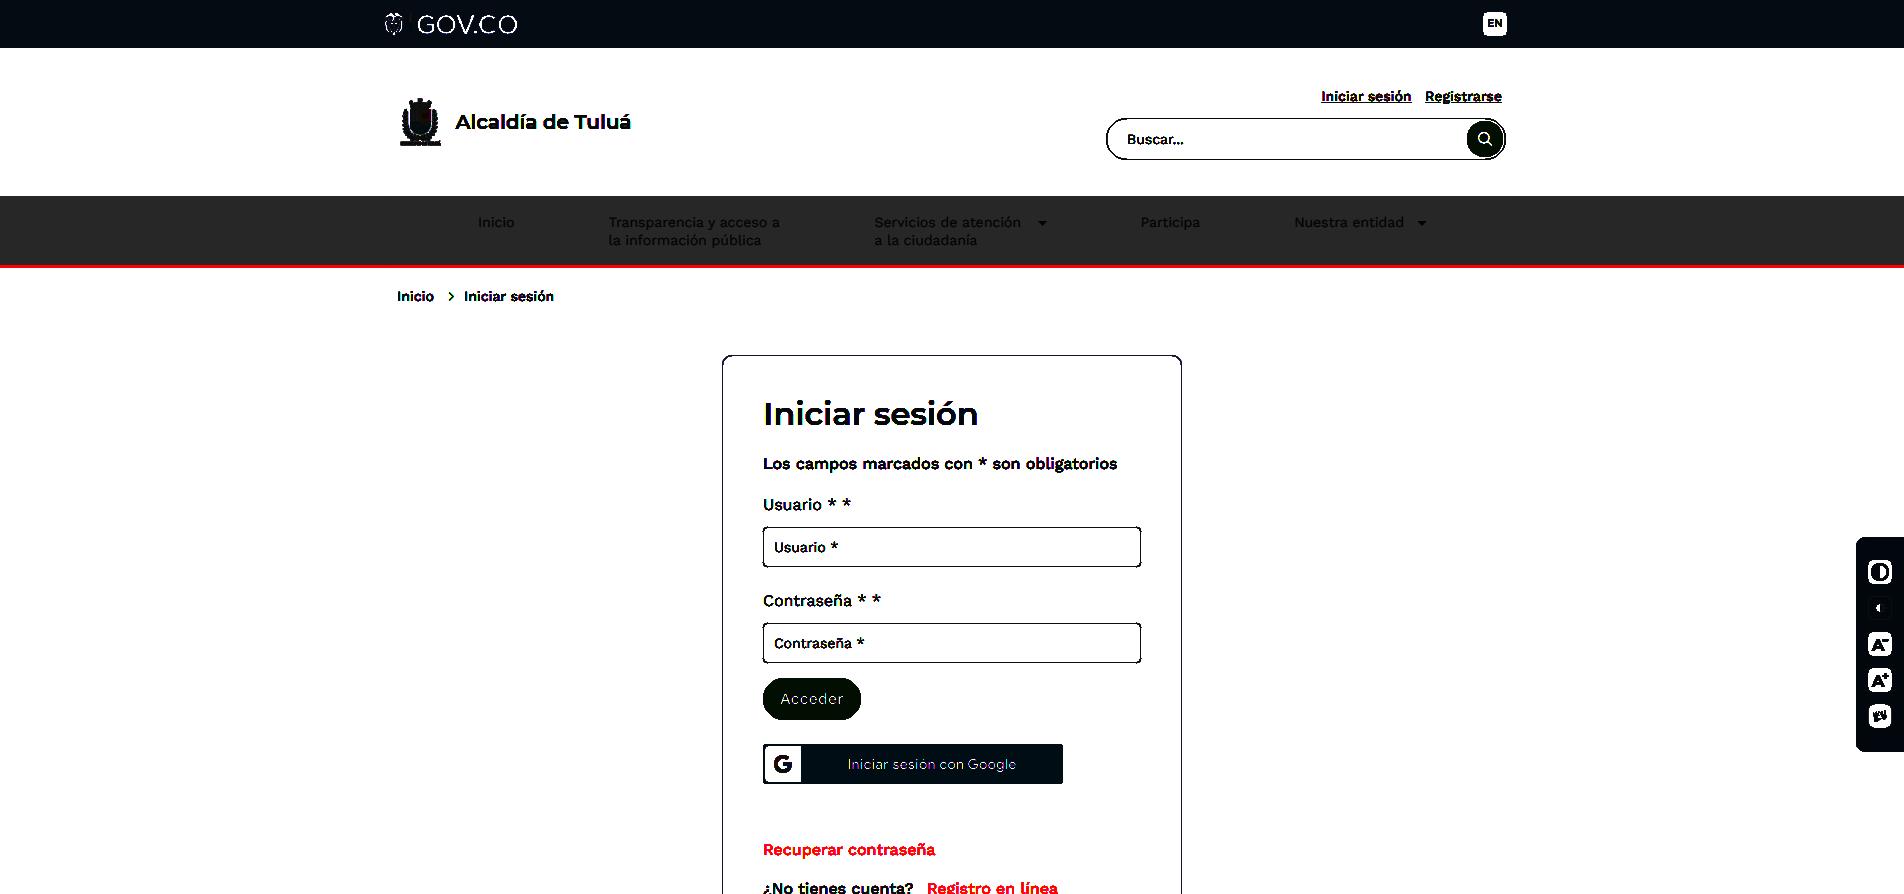 GOV.CO
EN
Alcaldía de Tuluá
Iniciar sesión Registrarse
Buscar...
Inicio
Transparencia y acceso a
la información pública
Servicios de atención
a la ciudadanía
Participa
Nuestra entidad
Inicio > Iniciar sesión
Iniciar sesión
Los campos marcados con * son obligatorios
Usuario * *
Usuario *
Contraseña * *
Contraseña *
Acceder
G Iniciar sesión con Google
Recuperar contraseña
¿No tienes cuenta? Registro en línea
A-
A+